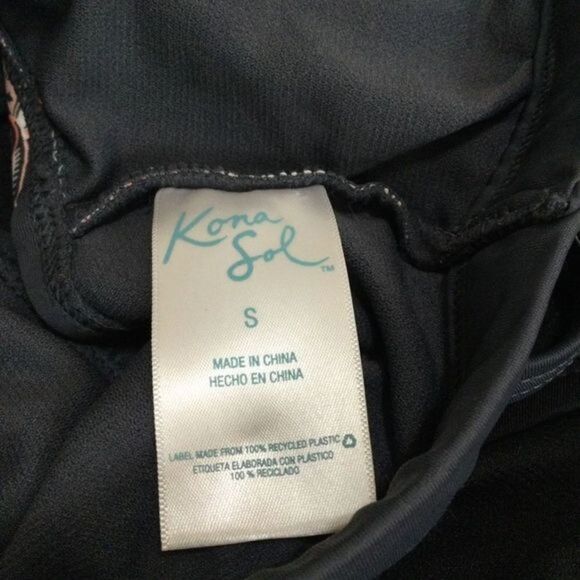 Kona
Sol™
S
MADE IN CHINA
HECHO EN CHINA
LABEL MADE FROM 100% RECYCLED PLASTIC
ETIQUETA ELABORADA CON PLÁSTICO
100 % RECICLADO